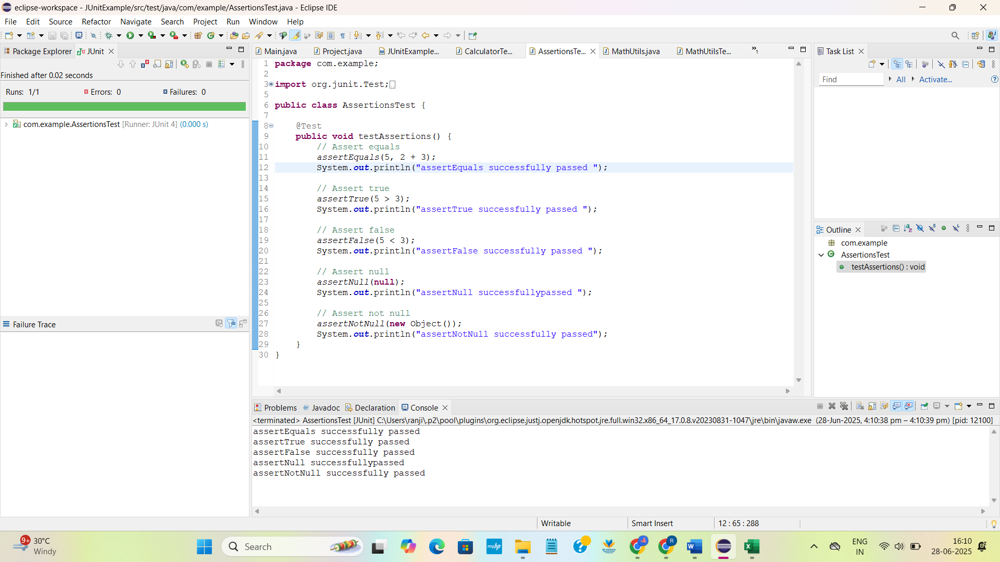 eclipse-workspace - JUnitExample/src/test/java/com/example/AssertionsTest.java - Eclipse IDE
File Edit Source Refactor Navigate Search Project Run Window Help
Package Explorer JUnit
Finished after 0.02 seconds
Runs: 1/1 Errors: 0 Failures: 0
com.example.AssertionsTest [Runner: JUnit 4] (0.000 s)
Failure Trace
Main.java Project.java JUnitExample... CalculatorTe... AssertionsTe... MathUtils.java MathUtilsTe... »1
1 package com.example;
2
3 import org.junit.Test;
5
6 public class AssertionsTest {
7
8 @Test
9 public void testAssertions() {
10 // Assert equals
11 assertEquals(5, 2 + 3);
12 System.out.println("assertEquals successfully passed ");
13
14 // Assert true
15 assertTrue(5 > 3);
16 System.out.println("assertTrue successfully passed ");
17
18 // Assert false
19 assertFalse(5 < 3);
20 System.out.println("assertFalse successfully passed ");
21
22 // Assert null
23 assertNull(null);
24 System.out.println("assertNull successfullypassed ");
25
26 // Assert not null
27 assertNotNull(new Object());
28 System.out.println("assertNotNull successfully passed");
29 }
30 }
Task List
Find All Activate...
Outline
com.example
AssertionsTest
testAssertions() : void
Problems Javadoc Declaration Console
<terminated> AssertionsTest [JUnit] C:\Users\ranji\.p2\pool\plugins\org.eclipse.justj.openjdk.hotspot.jre.full.win32.x86_64_17.0.8.v20230831-1047\jre\bin\javaw.exe (28-Jun-2025, 4:10:38 pm – 4:10:39 pm) [pid: 12100]
assertEquals successfully passed
assertTrue successfully passed
assertFalse successfully passed
assertNull successfullypassed
assertNotNull successfully passed
Writable Smart Insert 12 : 65 : 288
9+ 30°C
Windy
Search
myhp
ENG
IN
16:10
28-06-2025